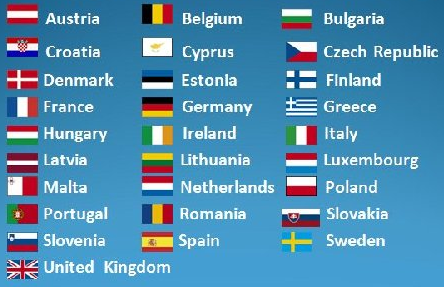 Austria Belgium Bulgaria
Croatia Cyprus Czech Republic
Denmark Estonia Finland
France Germany Greece
Hungary Ireland Italy
Latvia Lithuania Luxembourg
Malta Netherlands Poland
Portugal Romania Slovakia
Slovenia Spain Sweden
United Kingdom